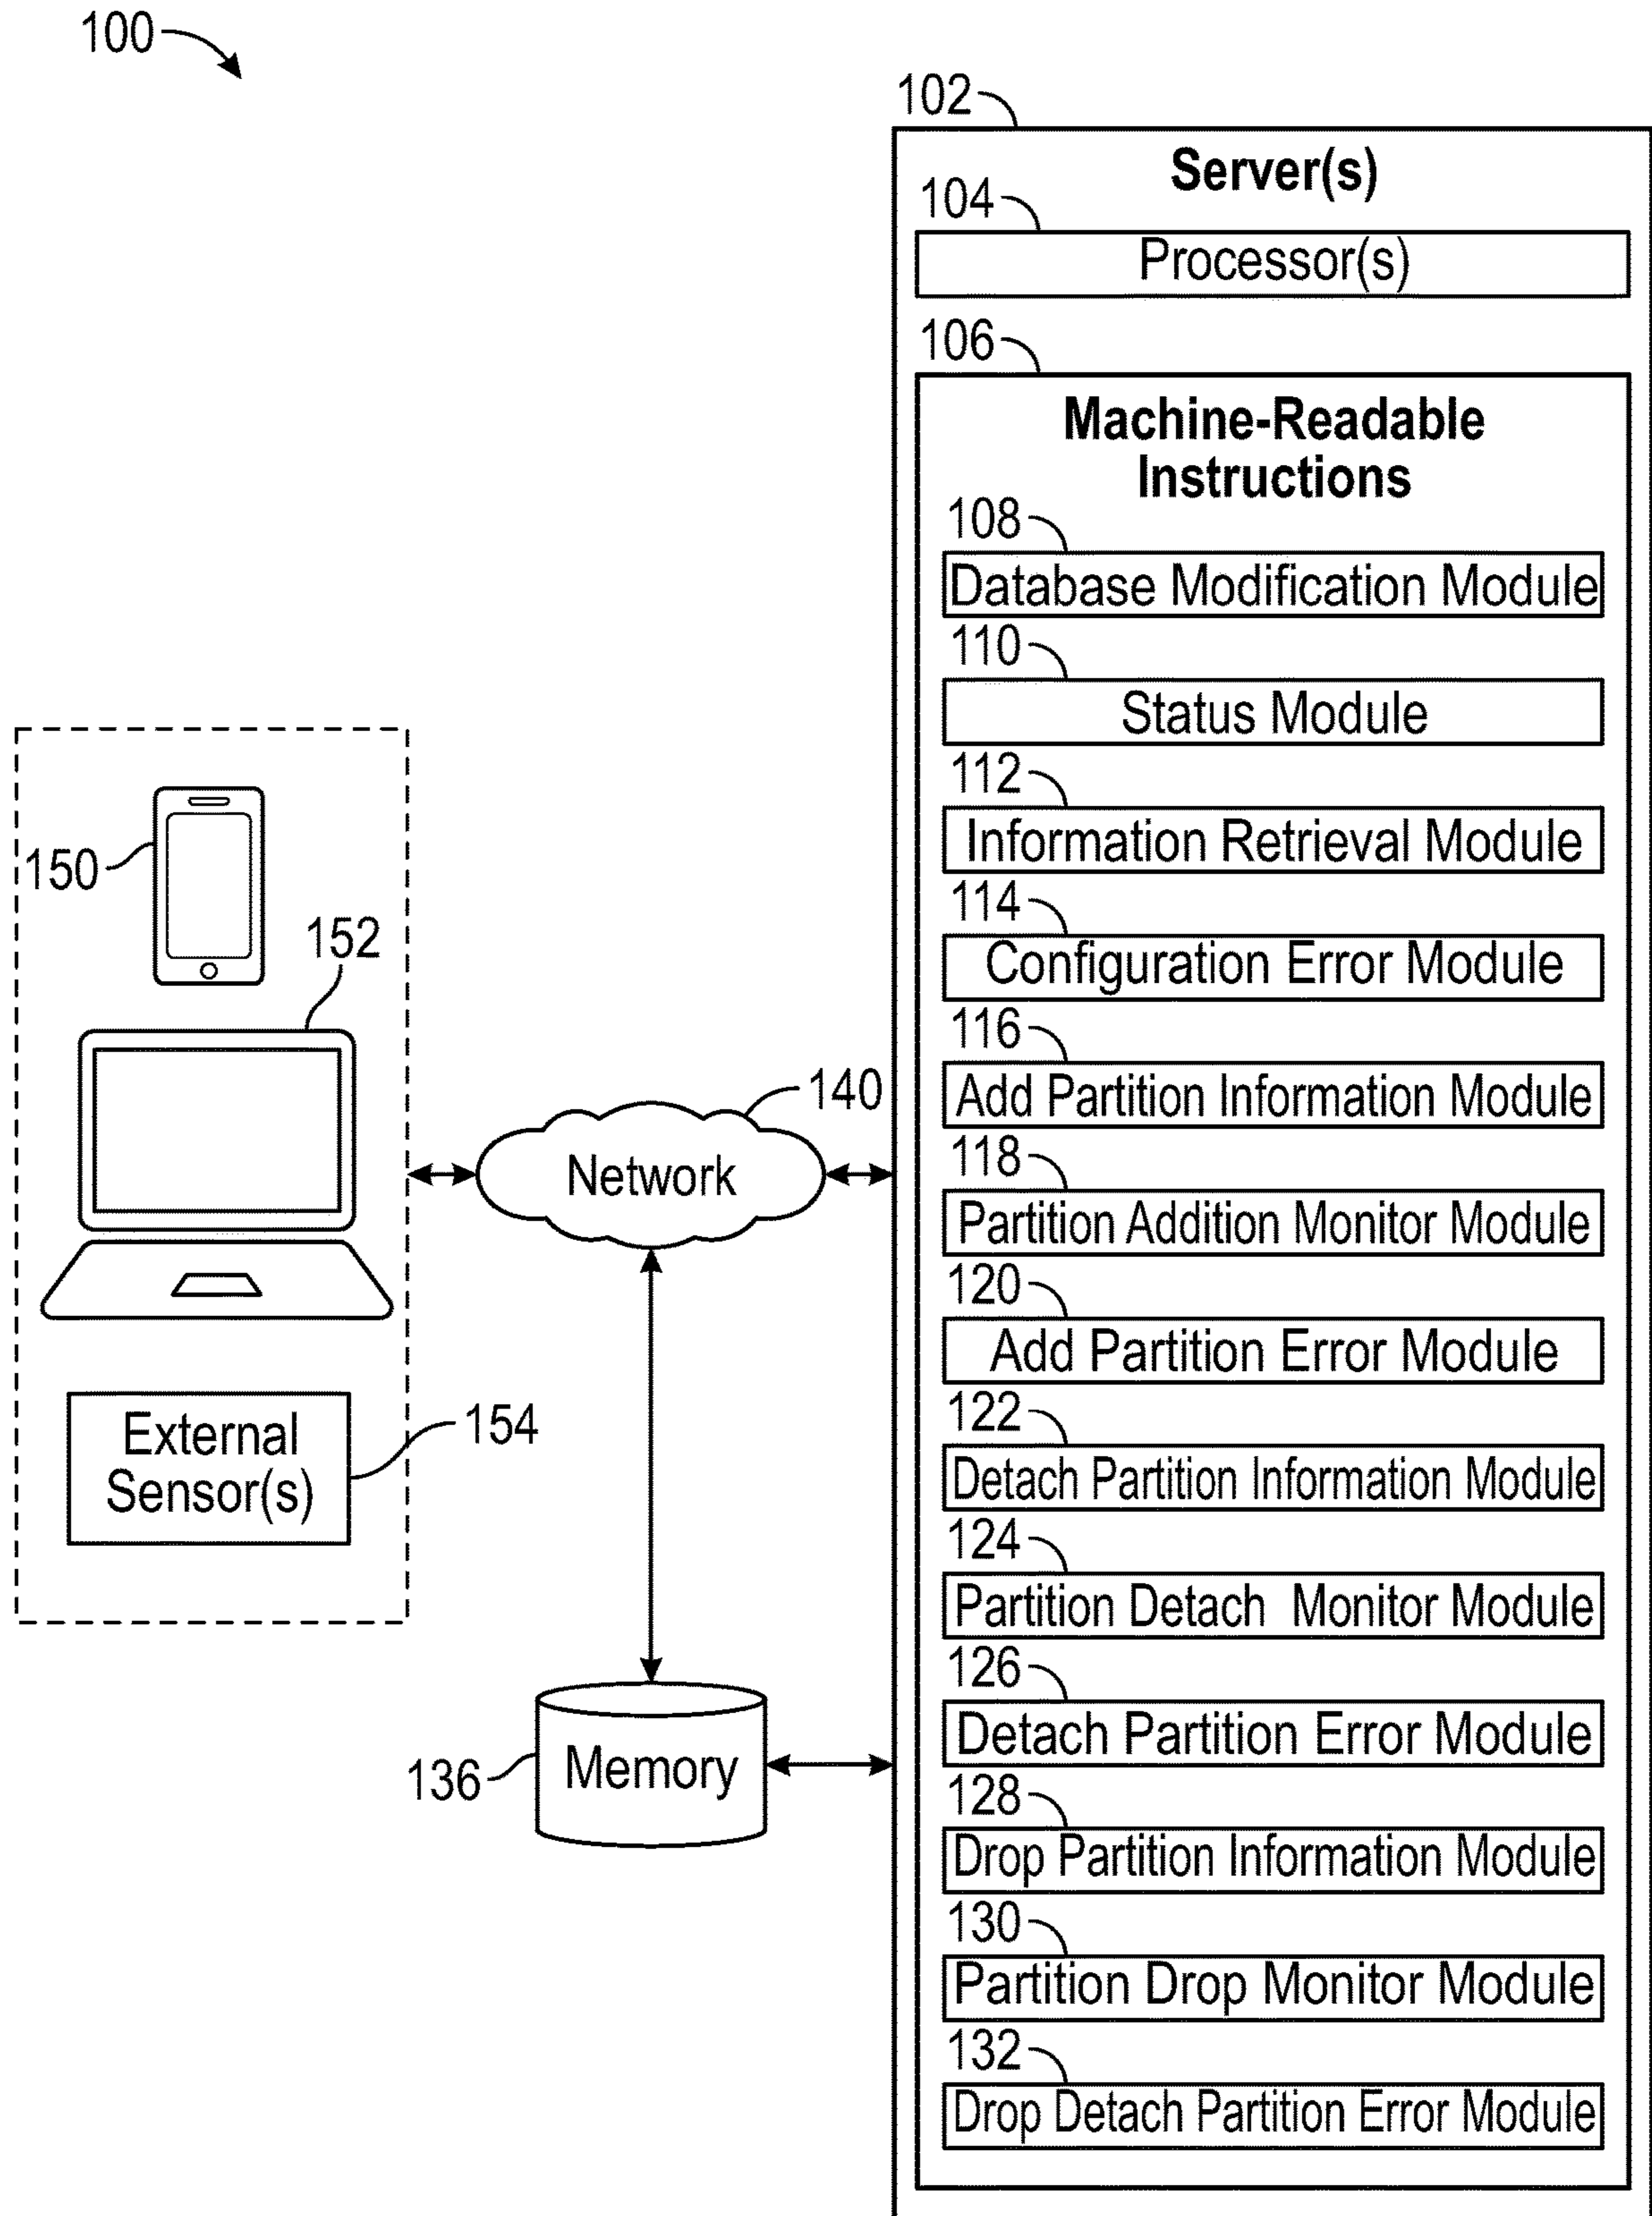 100
102
Server(s)
104
Processor(s)
106
Machine-Readable
Instructions
108
Database Modification Module
110
Status Module
112
Information Retrieval Module
114
Configuration Error Module
116
Add Partition Information Module
118
Partition Addition Monitor Module
120
Add Partition Error Module
122
Detach Partition Information Module
124
Partition Detach Monitor Module
126
Detach Partition Error Module
128
Drop Partition Information Module
130
Partition Drop Monitor Module
132
Drop Detach Partition Error Module
150
152
External
Sensor(s)
154
140
Network
136
Memory